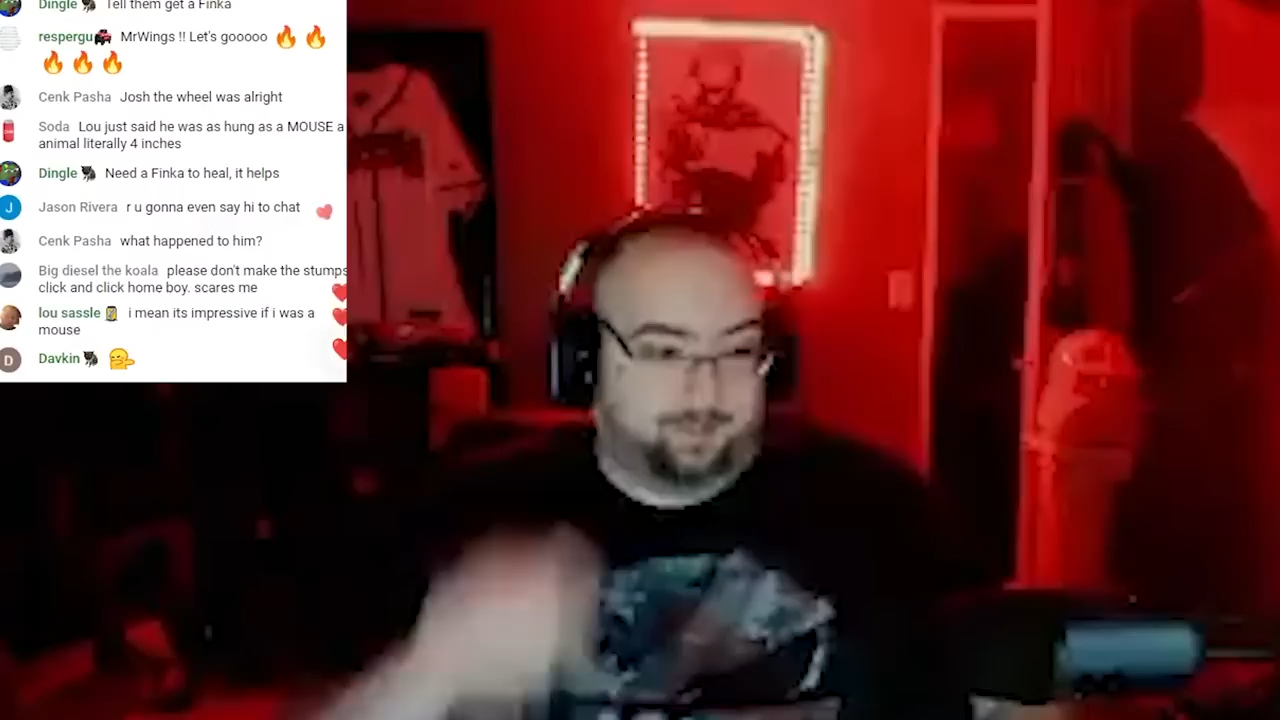 Dingle Tell them get a Finka
respergu MrWings !! Let's gooooo 🔥 🔥
🔥 🔥 🔥
Cenk Pasha Josh the wheel was alright
Soda Lou just said he was as hung as a MOUSE a
animal literally 4 inches
Dingle Need a Finka to heal, it helps
J Jason Rivera r u gonna even say hi to chat
Cenk Pasha what happened to him?
Big diesel the koala please don't make the stumps
click and click home boy. scares me
lou sassle i mean its impressive if i was a
mouse
D Davkin